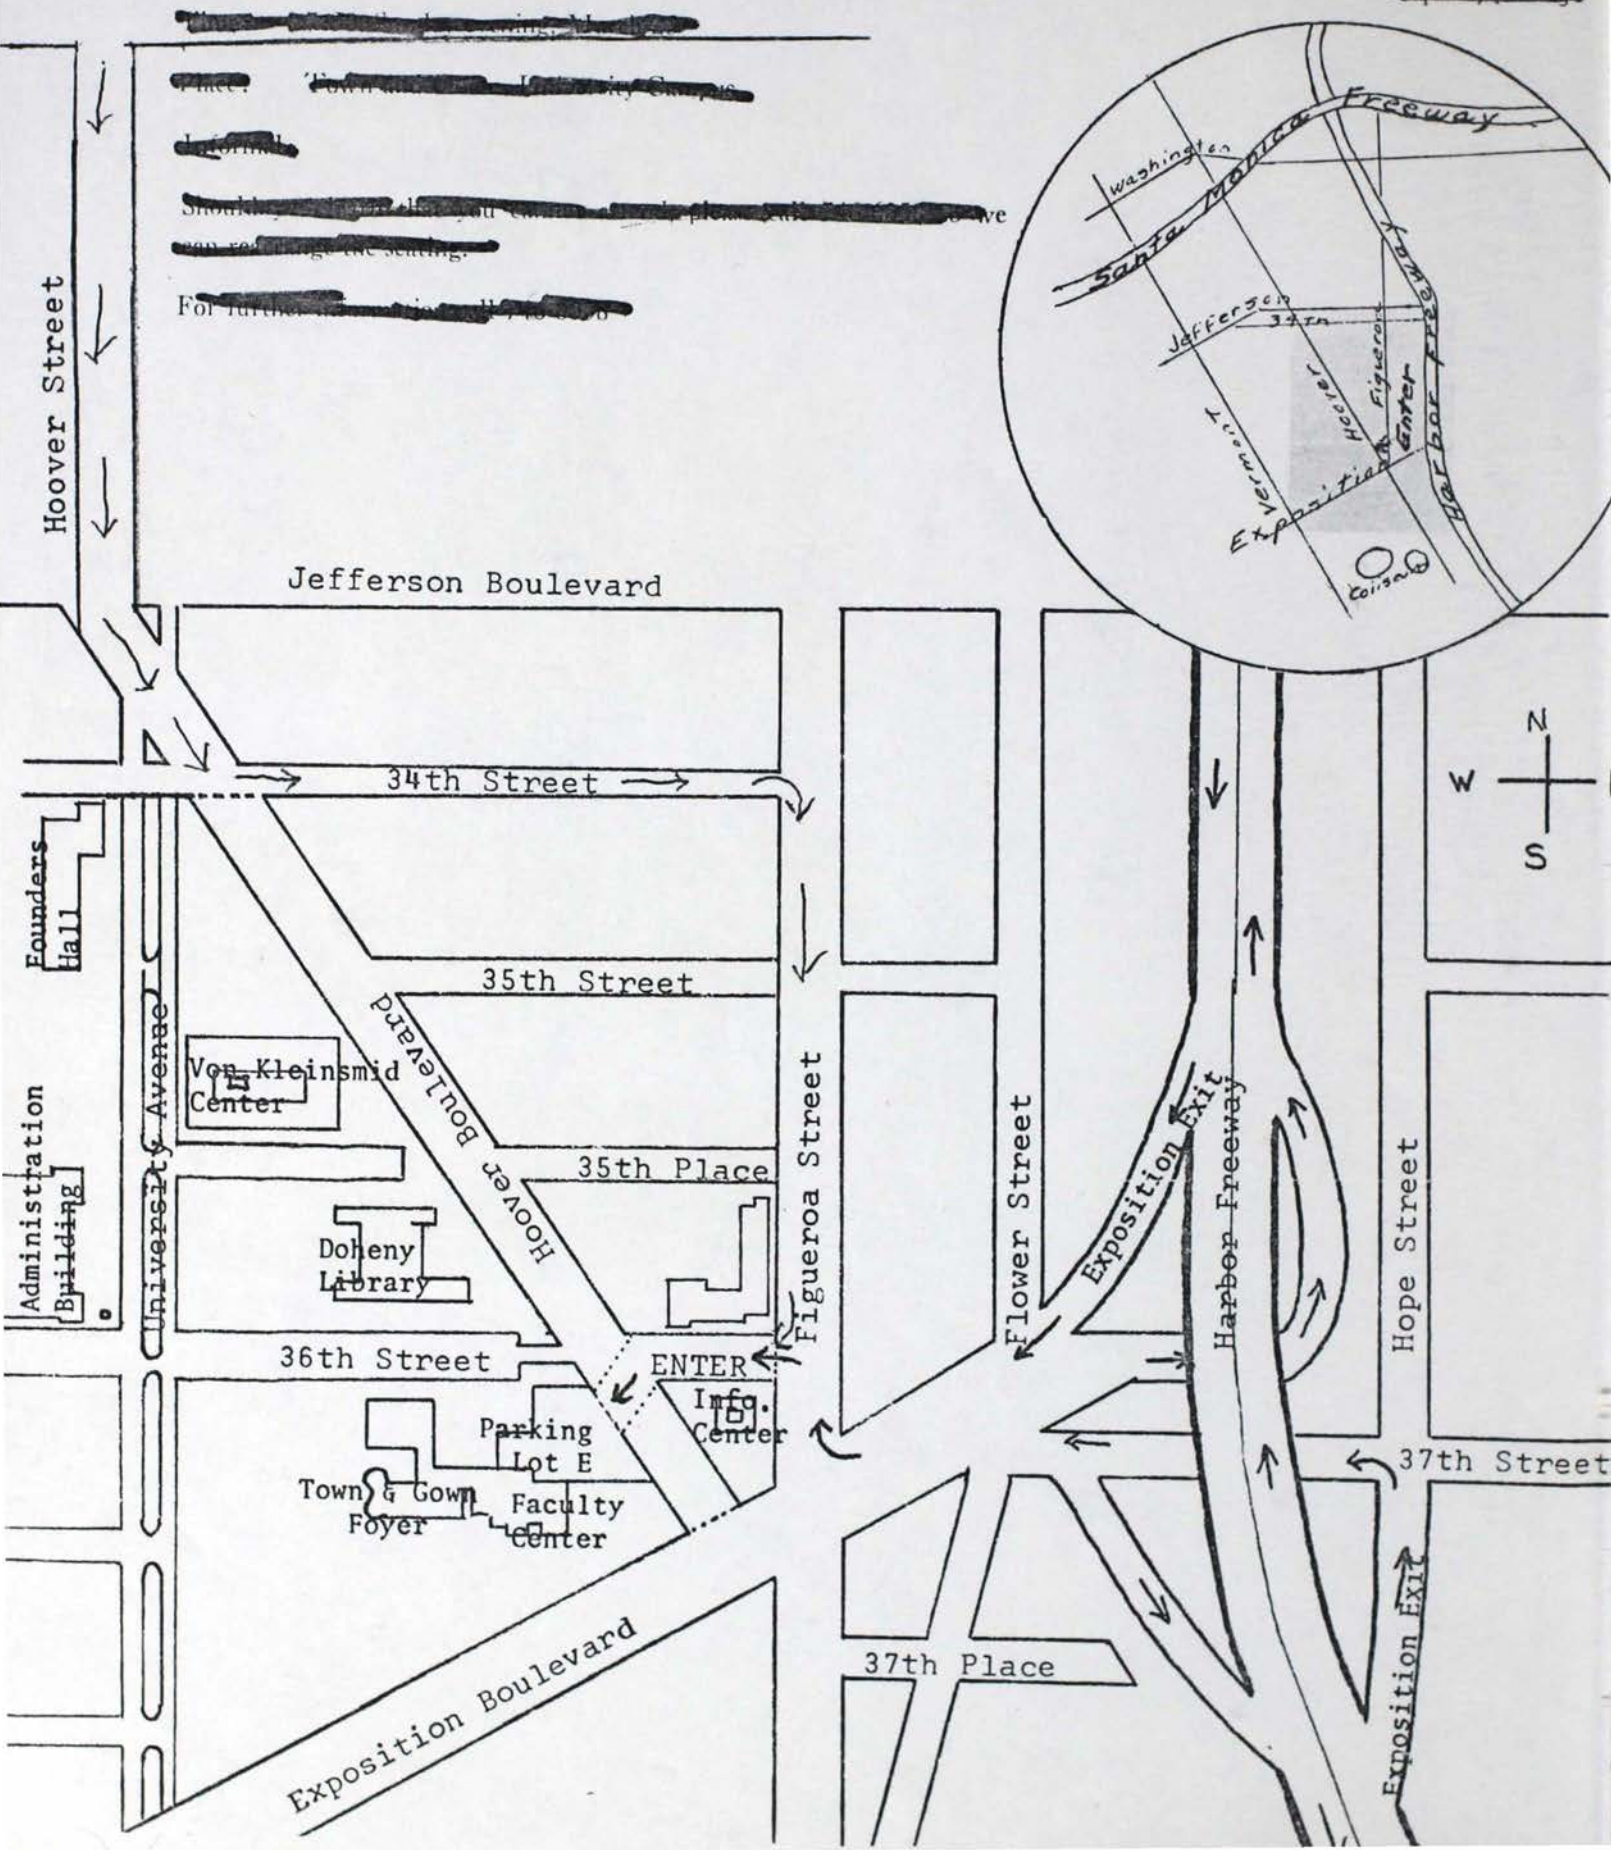 we
For
Hoover Street
Jefferson Boulevard
Washington
Santa Monica Freeway
Jefferson
34TH
Vermont
Hoover
Figueroa
Enter
Harbor Freeway
Exposition
N
W
S
34th Street
Founders
Hall
35th Street
Hoover Boulevard
Von Kleinsmid
Center
University Avenue
Administration
Building
35th Place
Doheny
Library
Figueroa Street
Flower Street
Exposition Exit
Harbor Freeway
Hope Street
36th Street
ENTER
Info.
Center
Parking
Lot E
Town & Gown
Foyer
Faculty
Center
37th Street
37th Place
Exposition Boulevard
Exposition Exit